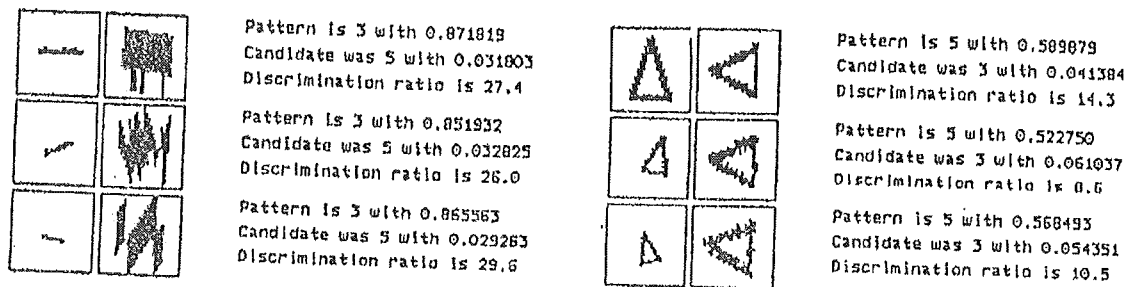 Pattern is 3 with 0.871819
Candidate was 5 with 0.031803
Discrimination ratio is 27.4
Pattern is 3 with 0.851932
Candidate was 5 with 0.032825
Discrimination ratio is 26.0
Pattern is 3 with 0.865563
Candidate was 5 with 0.029263
Discrimination ratio is 29.6
Pattern is 5 with 0.589879
Candidate was 3 with 0.041384
Discrimination ratio is 14.3
Pattern is 5 with 0.522750
Candidate was 3 with 0.061037
Discrimination ratio is 8.6
Pattern is 5 with 0.568493
Candidate was 3 with 0.054351
Discrimination ratio is 10.5